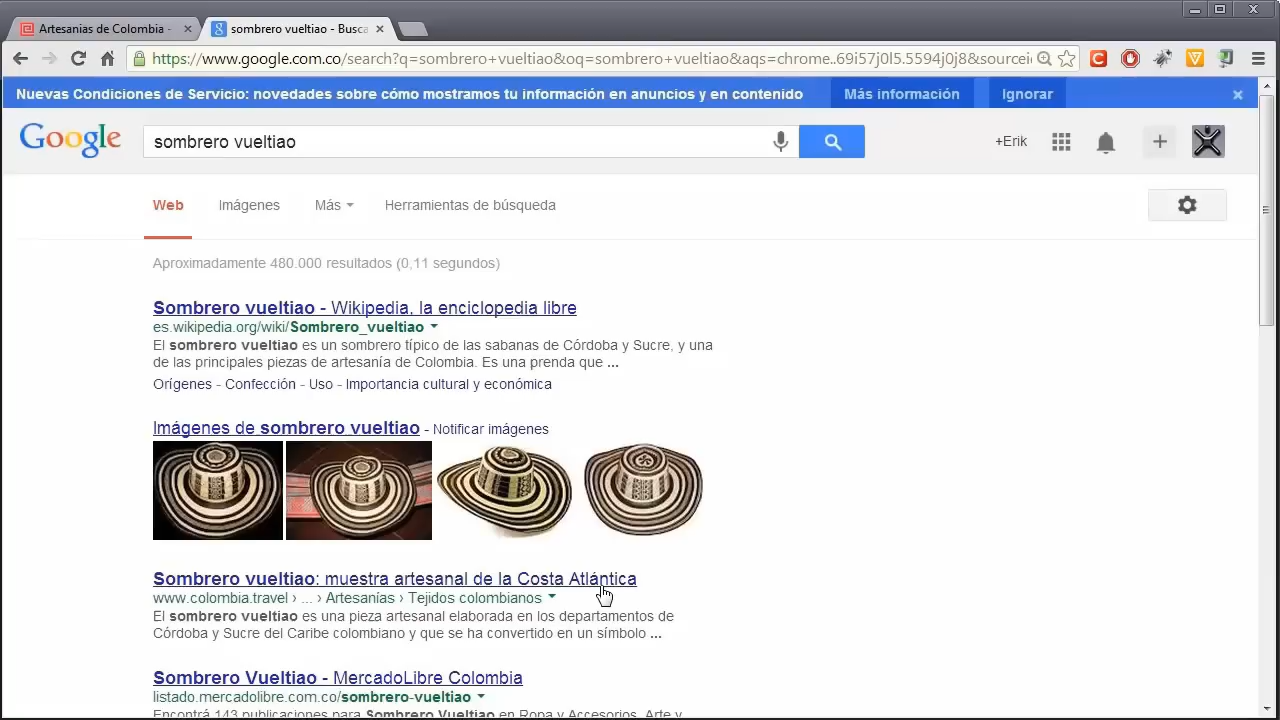 Artesanias de Colombia -
sombrero vueltiao - Busca
https://www.google.com.co/search?q=sombrero+vueltiao&oq=sombrero+vueltiao&aqs=chrome..69i57j0l5.5594j0j8&sourceid
Nuevas Condiciones de Servicio: novedades sobre cómo mostramos tu información en anuncios y en contenido Más información Ignorar
Google sombrero vueltiao +Erik
Web Imágenes Más Herramientas de búsqueda
Aproximadamente 480.000 resultados (0,11 segundos)
Sombrero vueltiao - Wikipedia, la enciclopedia libre
es.wikipedia.org/wiki/Sombrero_vueltiao
El sombrero vueltiao es un sombrero típico de las sabanas de Córdoba y Sucre, y una
de las principales piezas de artesanía de Colombia. Es una prenda que ...
Orígenes - Confección - Uso - Importancia cultural y económica
Imágenes de sombrero vueltiao - Notificar imágenes
Sombrero vueltiao: muestra artesanal de la Costa Atlántica
www.colombia.travel › ... › Artesanías › Tejidos colombianos
El sombrero vueltiao es una pieza artesanal elaborada en los departamentos de
Córdoba y Sucre del Caribe colombiano y que se ha convertido en un símbolo ...
Sombrero Vueltiao - MercadoLibre Colombia
listado.mercadolibre.com.co/sombrero-vueltiao
Encontrá 143 publicaciones para Sombrero Vueltiao en Ropa y Accesorios, Arte y